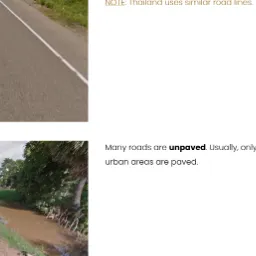 NOTE: Thailand uses similar road lines.
Many roads are unpaved. Usually, only
urban areas are paved.